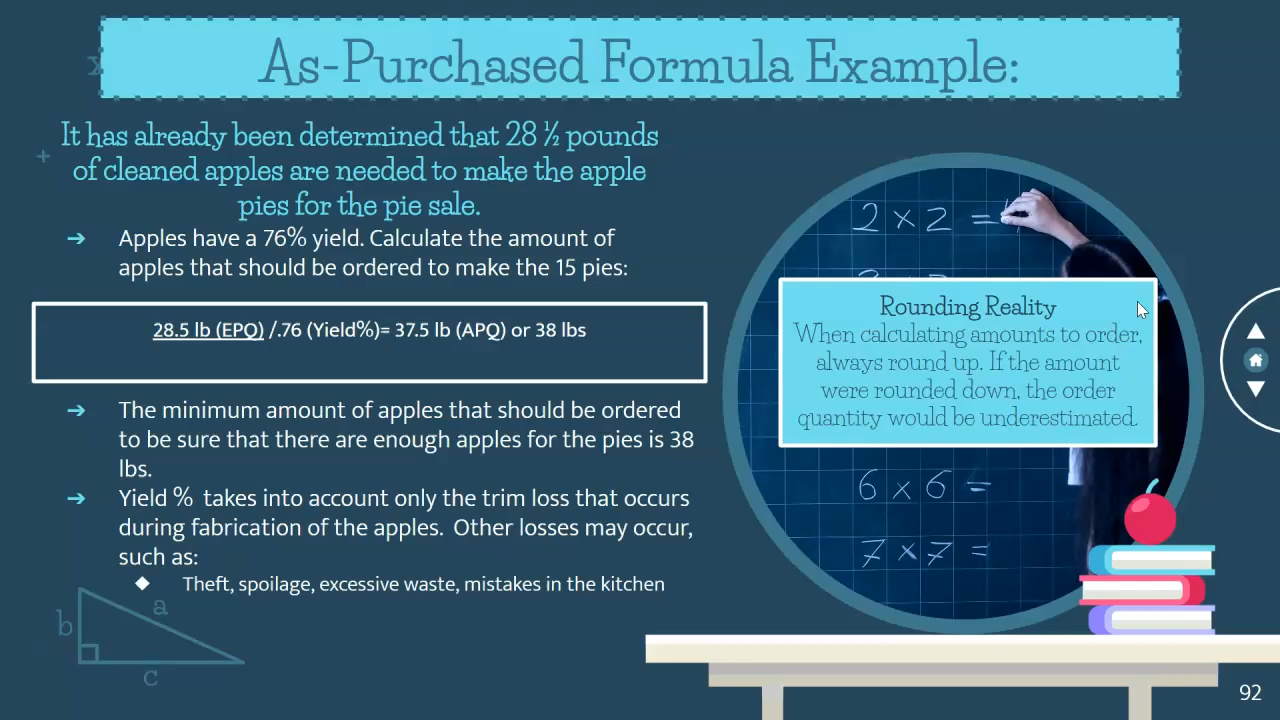 As-Purchased Formula Example:
It has already been determined that 28 ½ pounds
of cleaned apples are needed to make the apple
pies for the pie sale.
➔ Apples have a 76% yield. Calculate the amount of
apples that should be ordered to make the 15 pies:
28.5 lb (EPQ) /.76 (Yield%)= 37.5 lb (APQ) or 38 lbs
➔ The minimum amount of apples that should be ordered
to be sure that there are enough apples for the pies is 38
lbs.
➔ Yield % takes into account only the trim loss that occurs
during fabrication of the apples. Other losses may occur,
such as:
◆ Theft, spoilage, excessive waste, mistakes in the kitchen
2 × 2 =
Rounding Reality
When calculating amounts to order,
always round up. If the amount
were rounded down, the order
quantity would be underestimated.
6 × 6 =
7 × 7 =
a
b
c
92